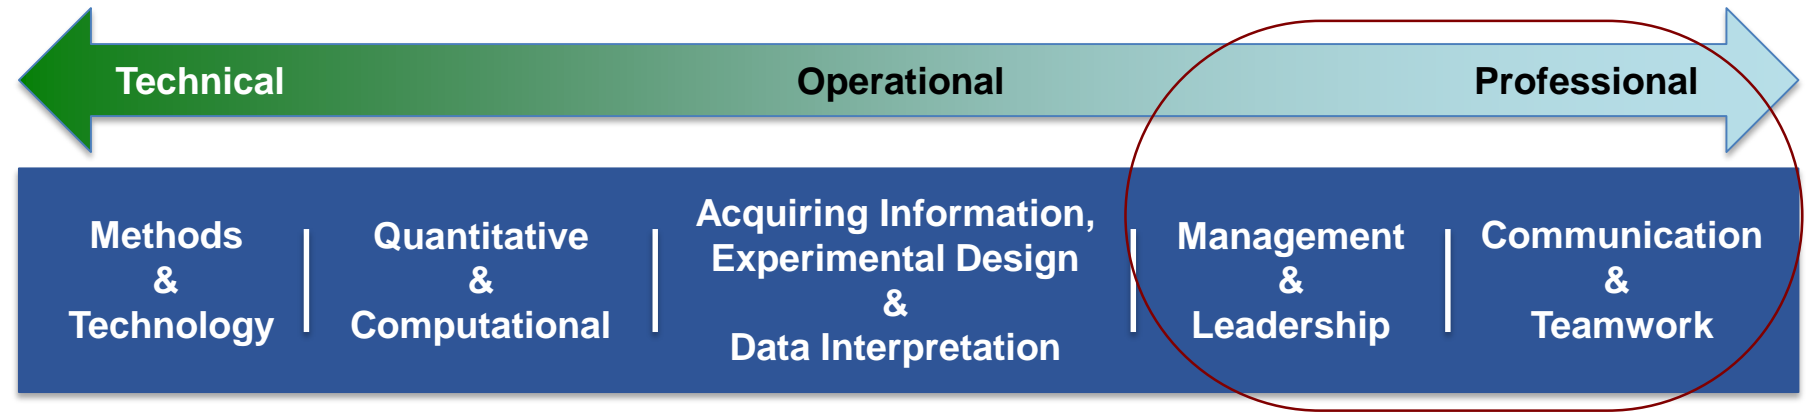 Technical
Operational
Professional
Methods
&
Technology
Quantitative
&
Computational
Acquiring Information,
Experimental Design
&
Data Interpretation
Management
&
Leadership
Communication
&
Teamwork